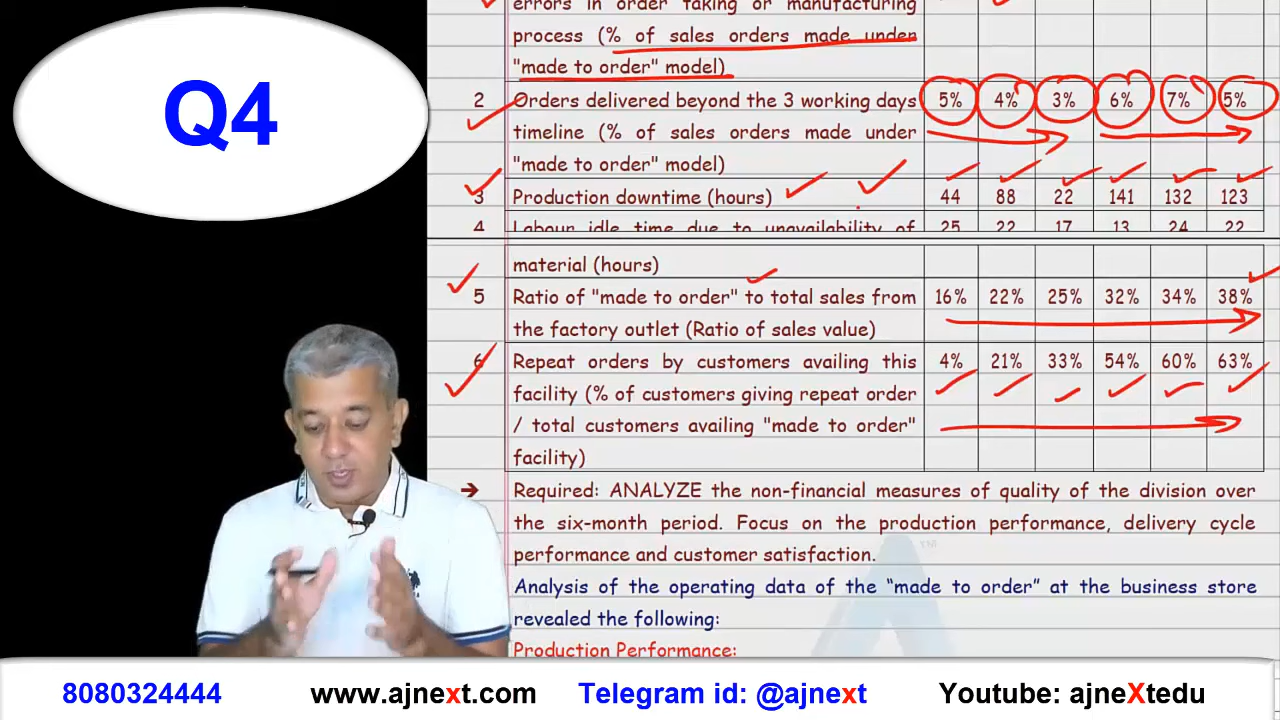 Q4
errors in order taking or manufacturing
process (% of sales orders made under
"made to order" model)
2 Orders delivered beyond the 3 working days 5% 4% 3% 6% 7% 5%
timeline (% of sales orders made under
"made to order" model)
3 Production downtime (hours) 44 88 22 141 132 123
4 Labour idle time due to unavailability of 25 22 17 13 24 22
material (hours)
5 Ratio of "made to order" to total sales from 16% 22% 25% 32% 34% 38%
the factory outlet (Ratio of sales value)
6 Repeat orders by customers availing this 4% 21% 33% 54% 60% 63%
facility (% of customers giving repeat order
/ total customers availing "made to order"
facility)
➔ Required: ANALYZE the non-financial measures of quality of the division over
the six-month period. Focus on the production performance, delivery cycle
performance and customer satisfaction.
Analysis of the operating data of the “made to order” at the business store
revealed the following:
Production Performance:
8080324444 www.ajnext.com Telegram id: @ajnext Youtube: ajneXtedu